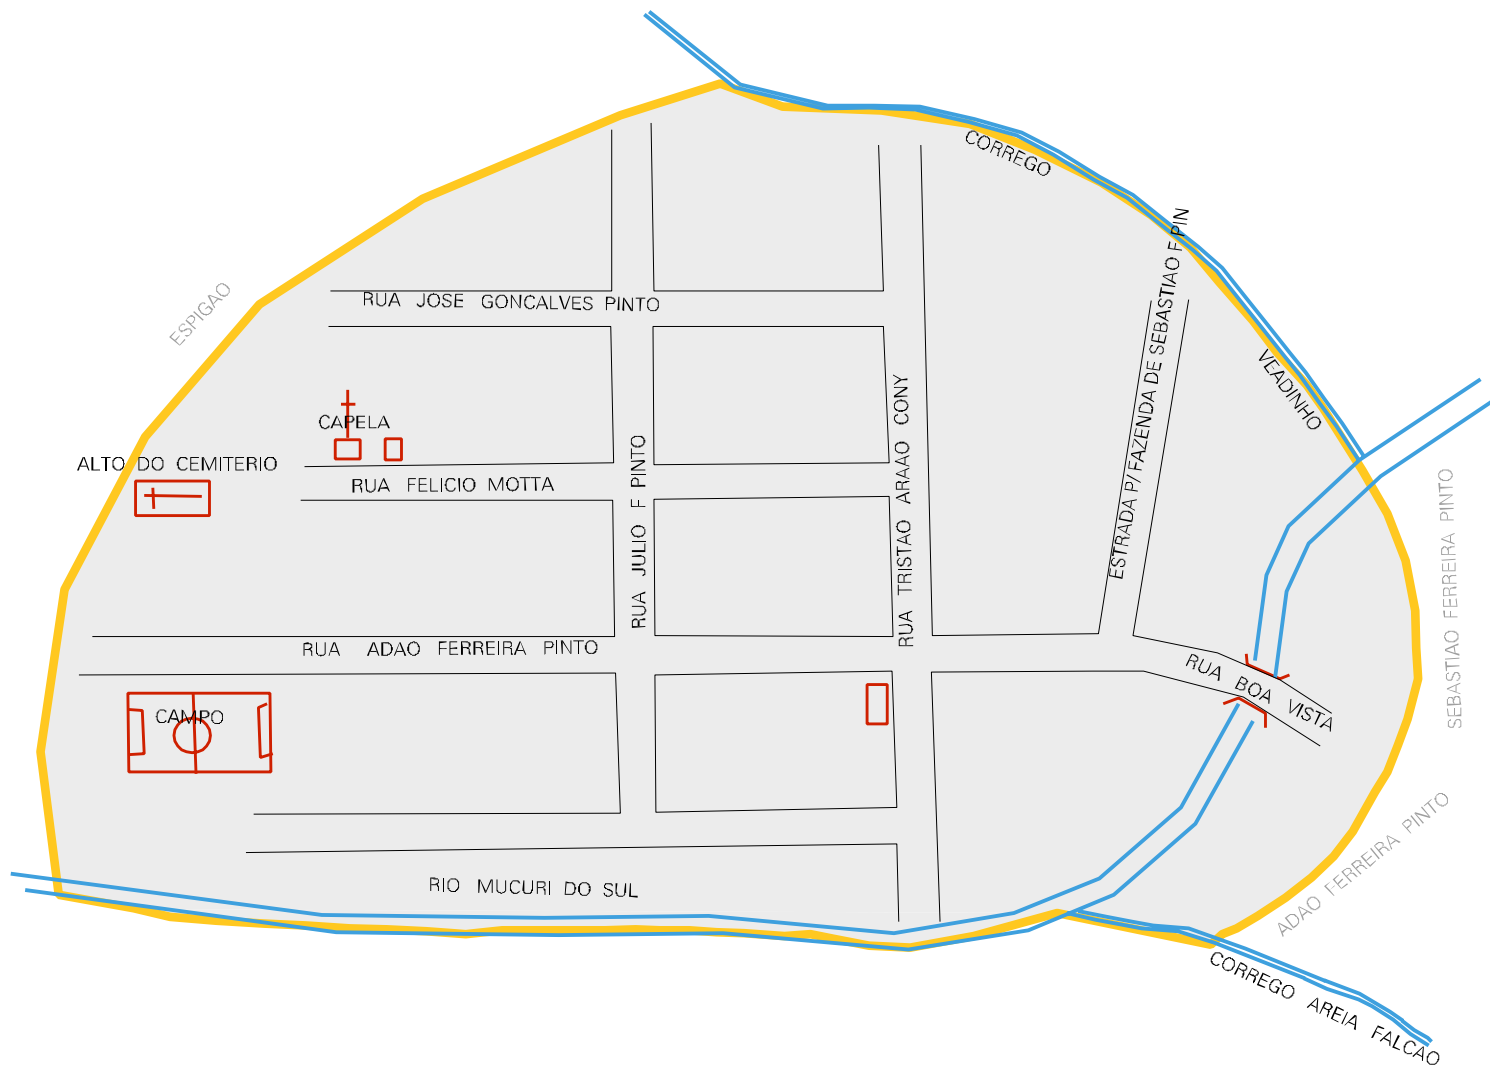 CORREGO
ESTRADA P/ FAZENDA DE SEBASTIAO F PIN
ESPIGAO
RUA JOSE GONCALVES PINTO
VEADINHO
CAPELA
ALTO DO CEMITERIO
RUA FELICIO MOTTA
RUA JULIO F PINTO
RUA TRISTAO ARAAO CONY
SEBASTIAO FERREIRA PINTO
RUA ADAO FERREIRA PINTO
RUA BOA VISTA
CAMPO
ADAO FERREIRA PINTO
RIO MUCURI DO SUL
CORREGO AREIA FALCAO